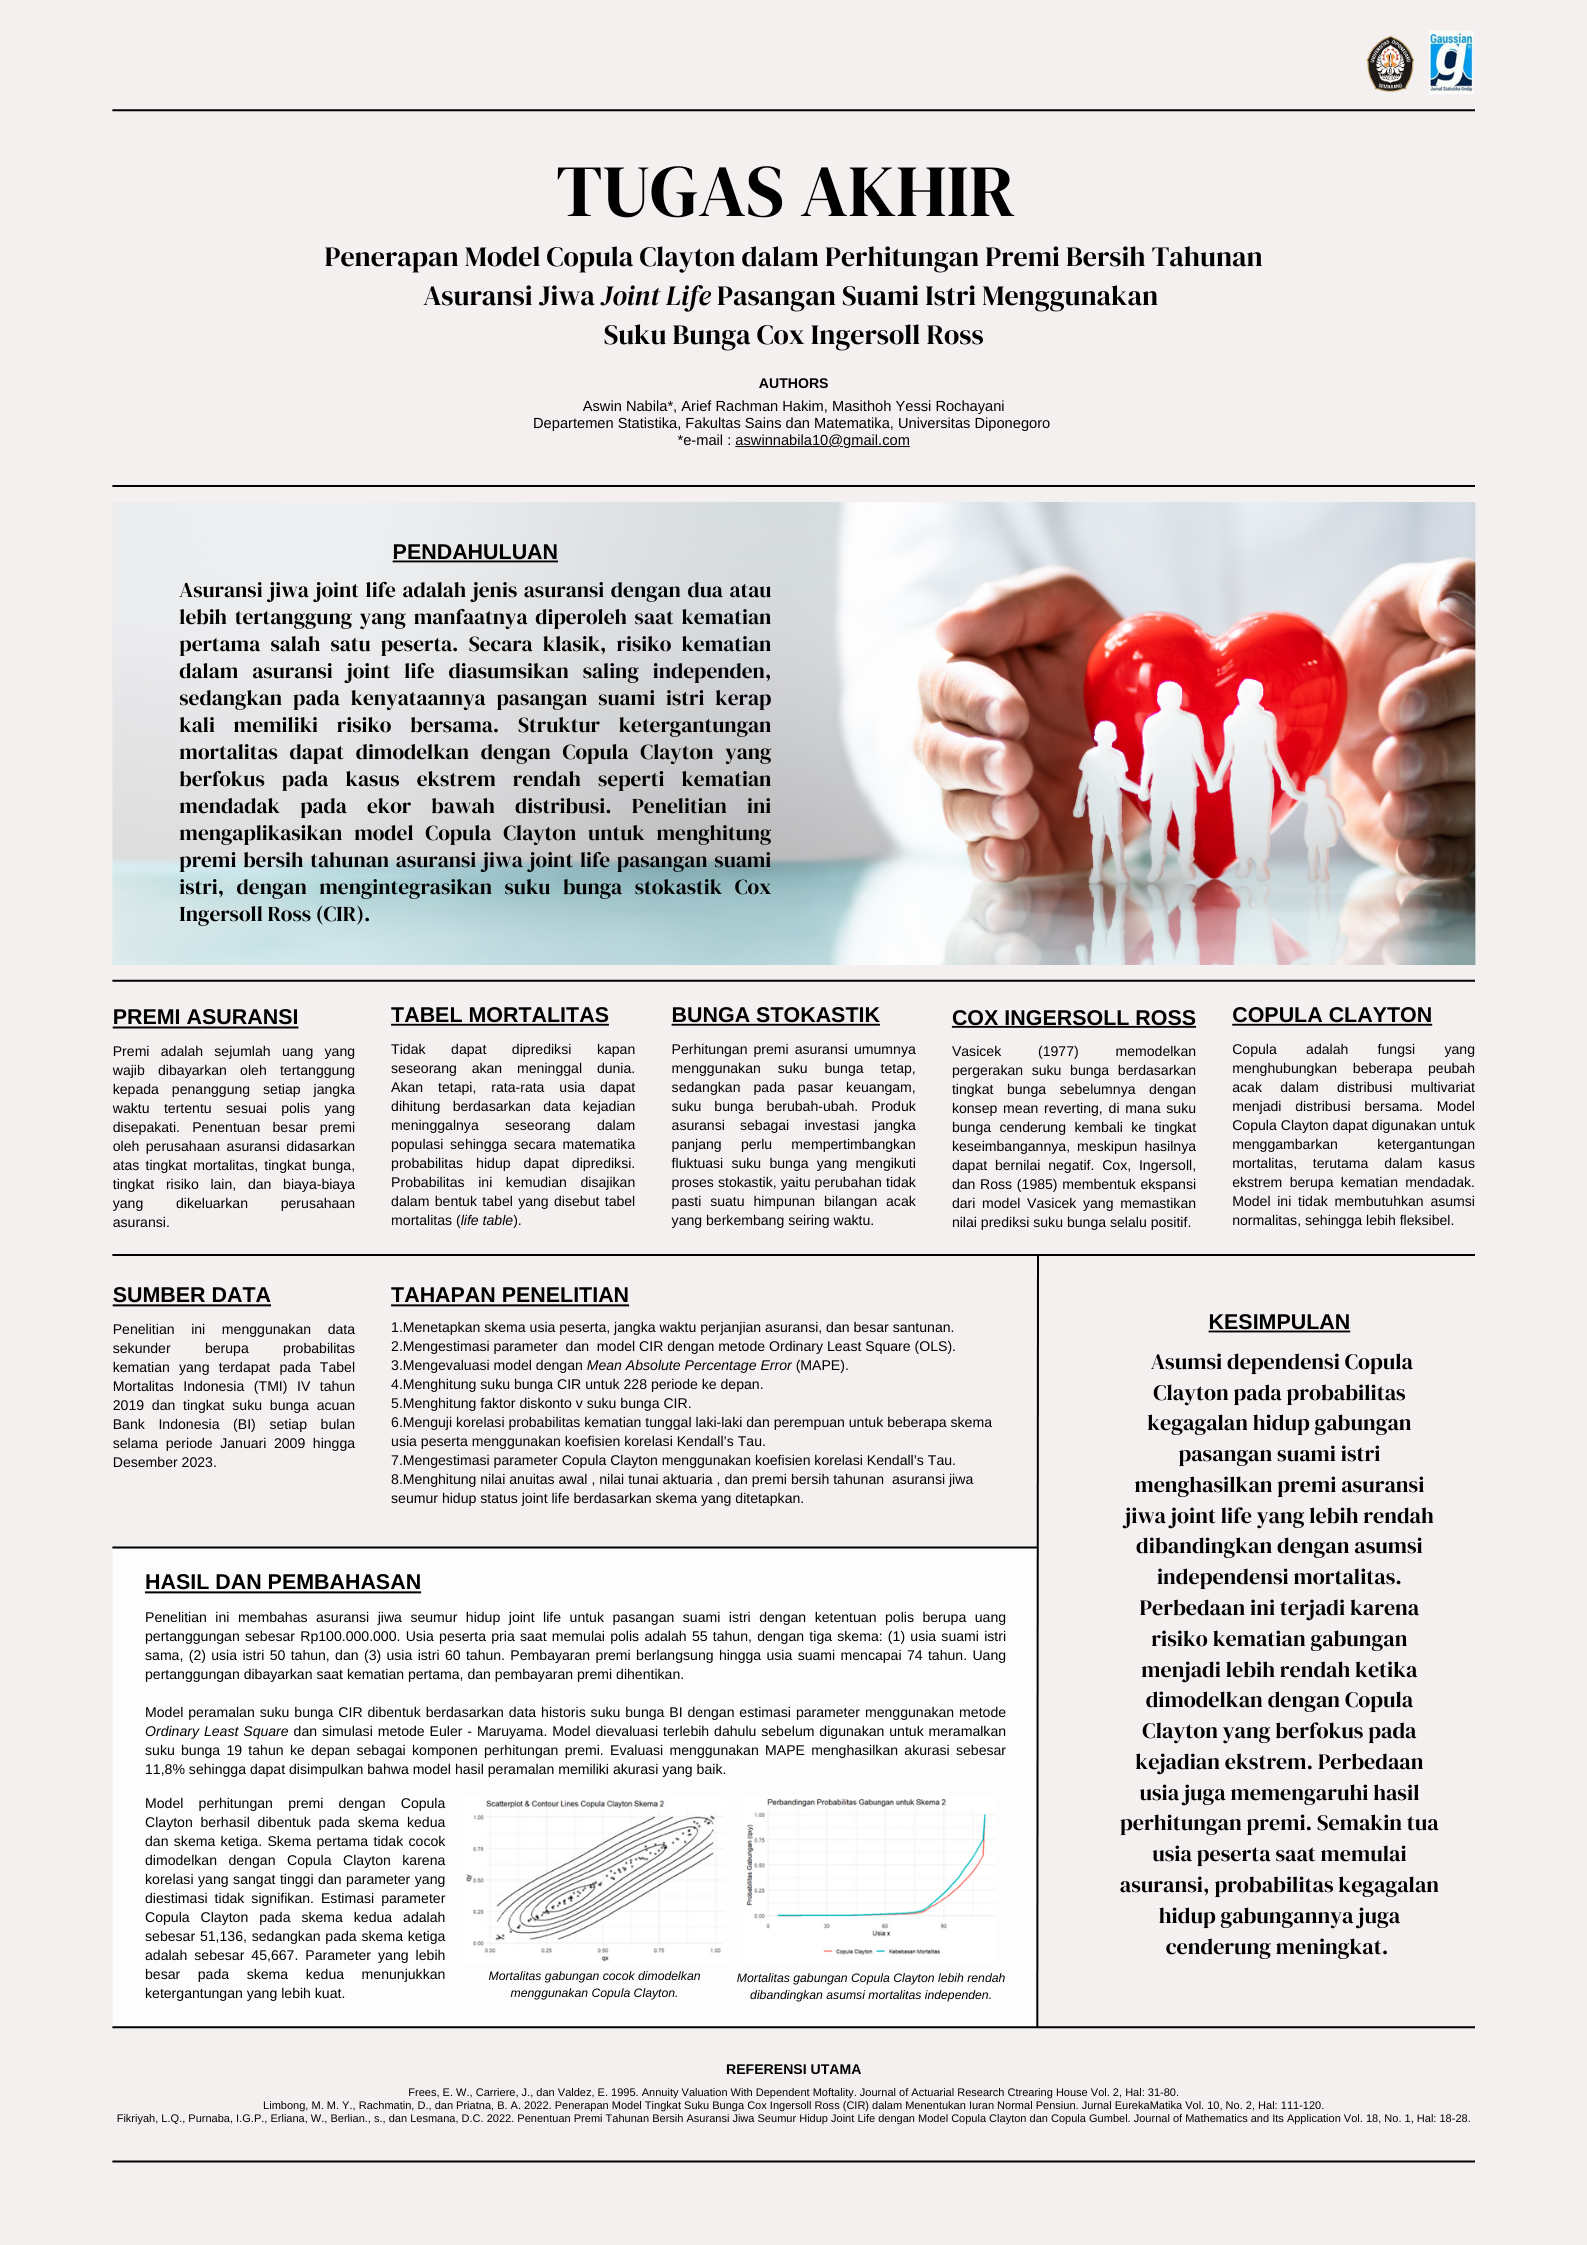 Gaussian
g
Jurnal Statistika Undip
TUGAS AKHIR
Penerapan Model Copula Clayton dalam Perhitungan Premi Bersih Tahunan
Asuransi Jiwa Joint Life Pasangan Suami Istri Menggunakan
Suku Bunga Cox Ingersoll Ross
AUTHORS
Aswin Nabila*, Arief Rachman Hakim, Masithoh Yessi Rochayani
Departemen Statistika, Fakultas Sains dan Matematika, Universitas Diponegoro
*e-mail : aswinnabila10@gmail.com
PENDAHULUAN
Asuransi jiwa joint life adalah jenis asuransi dengan dua atau
lebih tertanggung yang manfaatnya diperoleh saat kematian
pertama salah satu peserta. Secara klasik, risiko kematian
dalam asuransi joint life diasumsikan saling independen,
sedangkan pada kenyataannya pasangan suami istri kerap
kali memiliki risiko bersama. Struktur ketergantungan
mortalitas dapat dimodelkan dengan Copula Clayton yang
berfokus pada kasus ekstrem rendah seperti kematian
mendadak pada ekor bawah distribusi. Penelitian ini
mengaplikasikan model Copula Clayton untuk menghitung
premi bersih tahunan asuransi jiwa joint life pasangan suami
istri, dengan mengintegrasikan suku bunga stokastik Cox
Ingersoll Ross (CIR).
PREMI ASURANSI
Premi adalah sejumlah uang yang
wajib dibayarkan oleh tertanggung
kepada penanggung setiap jangka
waktu tertentu sesuai polis yang
disepakati. Penentuan besar premi
oleh perusahaan asuransi didasarkan
atas tingkat mortalitas, tingkat bunga,
tingkat risiko lain, dan biaya-biaya
yang dikeluarkan perusahaan
asuransi.
TABEL MORTALITAS
Tidak dapat diprediksi kapan
seseorang akan meninggal dunia.
Akan tetapi, rata-rata usia dapat
dihitung berdasarkan data kejadian
meninggalnya seseorang dalam
populasi sehingga secara matematika
probabilitas hidup dapat diprediksi.
Probabilitas ini kemudian disajikan
dalam bentuk tabel yang disebut tabel
mortalitas (life table).
BUNGA STOKASTIK
Perhitungan premi asuransi umumnya
menggunakan suku bunga tetap,
sedangkan pada pasar keuangam,
suku bunga berubah-ubah. Produk
asuransi sebagai investasi jangka
panjang perlu mempertimbangkan
fluktuasi suku bunga yang mengikuti
proses stokastik, yaitu perubahan tidak
pasti suatu himpunan bilangan acak
yang berkembang seiring waktu.
COX INGERSOLL ROSS
Vasicek (1977) memodelkan
pergerakan suku bunga berdasarkan
tingkat bunga sebelumnya dengan
konsep mean reverting, di mana suku
bunga cenderung kembali ke tingkat
keseimbangannya, meskipun hasilnya
dapat bernilai negatif. Cox, Ingersoll,
dan Ross (1985) membentuk ekspansi
dari model Vasicek yang memastikan
nilai prediksi suku bunga selalu positif.
COPULA CLAYTON
Copula adalah fungsi yang
menghubungkan beberapa peubah
acak dalam distribusi multivariat
menjadi distribusi bersama. Model
Copula Clayton dapat digunakan untuk
menggambarkan ketergantungan
mortalitas, terutama dalam kasus
ekstrem berupa kematian mendadak.
Model ini tidak membutuhkan asumsi
normalitas, sehingga lebih fleksibel.
SUMBER DATA
Penelitian ini menggunakan data
sekunder berupa probabilitas
kematian yang terdapat pada Tabel
Mortalitas Indonesia (TMI) IV tahun
2019 dan tingkat suku bunga acuan
Bank Indonesia (BI) setiap bulan
selama periode Januari 2009 hingga
Desember 2023.
TAHAPAN PENELITIAN
1.Menetapkan skema usia peserta, jangka waktu perjanjian asuransi, dan besar santunan.
2.Mengestimasi parameter  dan  model CIR dengan metode Ordinary Least Square (OLS).
3.Mengevaluasi model dengan Mean Absolute Percentage Error (MAPE).
4.Menghitung suku bunga CIR untuk 228 periode ke depan.
5.Menghitung faktor diskonto v suku bunga CIR.
6.Menguji korelasi probabilitas kematian tunggal laki-laki dan perempuan untuk beberapa skema
usia peserta menggunakan koefisien korelasi Kendall’s Tau.
7.Mengestimasi parameter Copula Clayton menggunakan koefisien korelasi Kendall’s Tau.
8.Menghitung nilai anuitas awal , nilai tunai aktuaria , dan premi bersih tahunan  asuransi jiwa
seumur hidup status joint life berdasarkan skema yang ditetapkan.
KESIMPULAN
Asumsi dependensi Copula
Clayton pada probabilitas
kegagalan hidup gabungan
pasangan suami istri
menghasilkan premi asuransi
jiwa joint life yang lebih rendah
dibandingkan dengan asumsi
independensi mortalitas.
Perbedaan ini terjadi karena
risiko kematian gabungan
menjadi lebih rendah ketika
dimodelkan dengan Copula
Clayton yang berfokus pada
kejadian ekstrem. Perbedaan
usia juga memengaruhi hasil
perhitungan premi. Semakin tua
usia peserta saat memulai
asuransi, probabilitas kegagalan
hidup gabungannya juga
cenderung meningkat.
HASIL DAN PEMBAHASAN
Penelitian ini membahas asuransi jiwa seumur hidup joint life untuk pasangan suami istri dengan ketentuan polis berupa uang
pertanggungan sebesar Rp100.000.000. Usia peserta pria saat memulai polis adalah 55 tahun, dengan tiga skema: (1) usia suami istri
sama, (2) usia istri 50 tahun, dan (3) usia istri 60 tahun. Pembayaran premi berlangsung hingga usia suami mencapai 74 tahun. Uang
pertanggungan dibayarkan saat kematian pertama, dan pembayaran premi dihentikan.
Model peramalan suku bunga CIR dibentuk berdasarkan data historis suku bunga BI dengan estimasi parameter menggunakan metode
Ordinary Least Square dan simulasi metode Euler - Maruyama. Model dievaluasi terlebih dahulu sebelum digunakan untuk meramalkan
suku bunga 19 tahun ke depan sebagai komponen perhitungan premi. Evaluasi menggunakan MAPE menghasilkan akurasi sebesar
11,8% sehingga dapat disimpulkan bahwa model hasil peramalan memiliki akurasi yang baik.
Model perhitungan premi dengan Copula
Clayton berhasil dibentuk pada skema kedua
dan skema ketiga. Skema pertama tidak cocok
dimodelkan dengan Copula Clayton karena
korelasi yang sangat tinggi dan parameter yang
diestimasi tidak signifikan. Estimasi parameter
Copula Clayton pada skema kedua adalah
sebesar 51,136, sedangkan pada skema ketiga
adalah sebesar 45,667. Parameter yang lebih
besar pada skema kedua menunjukkan
ketergantungan yang lebih kuat.
Scatterplot & Contour Lines Copula Clayton Skema 2
1.00
0.75
0.50
0.25
0.00
qy
0.00 0.25 0.50 0.75 1.00
qx
Mortalitas gabungan cocok dimodelkan
menggunakan Copula Clayton.
Perbandingan Probabilitas Gabungan untuk Skema 2
Probabilitas Gabungan (qxy)
1.00
0.75
0.50
0.25
0.00
0 30 60 90
Usia x
Copula Clayton Kebebasan Mortalitas
Mortalitas gabungan Copula Clayton lebih rendah
dibandingkan asumsi mortalitas independen.
REFERENSI UTAMA
Frees, E. W., Carriere, J., dan Valdez, E. 1995. Annuity Valuation With Dependent Moftality. Journal of Actuarial Research Ctrearing House Vol. 2, Hal: 31-80.
Limbong, M. M. Y., Rachmatin, D., dan Priatna, B. A. 2022. Penerapan Model Tingkat Suku Bunga Cox Ingersoll Ross (CIR) dalam Menentukan Iuran Normal Pensiun. Jurnal EurekaMatika Vol. 10, No. 2, Hal: 111-120.
Fikriyah, L.Q., Purnaba, I.G.P., Erliana, W., Berlian., s., dan Lesmana, D.C. 2022. Penentuan Premi Tahunan Bersih Asuransi Jiwa Seumur Hidup Joint Life dengan Model Copula Clayton dan Copula Gumbel. Journal of Mathematics and Its Application Vol. 18, No. 1, Hal: 18-28.